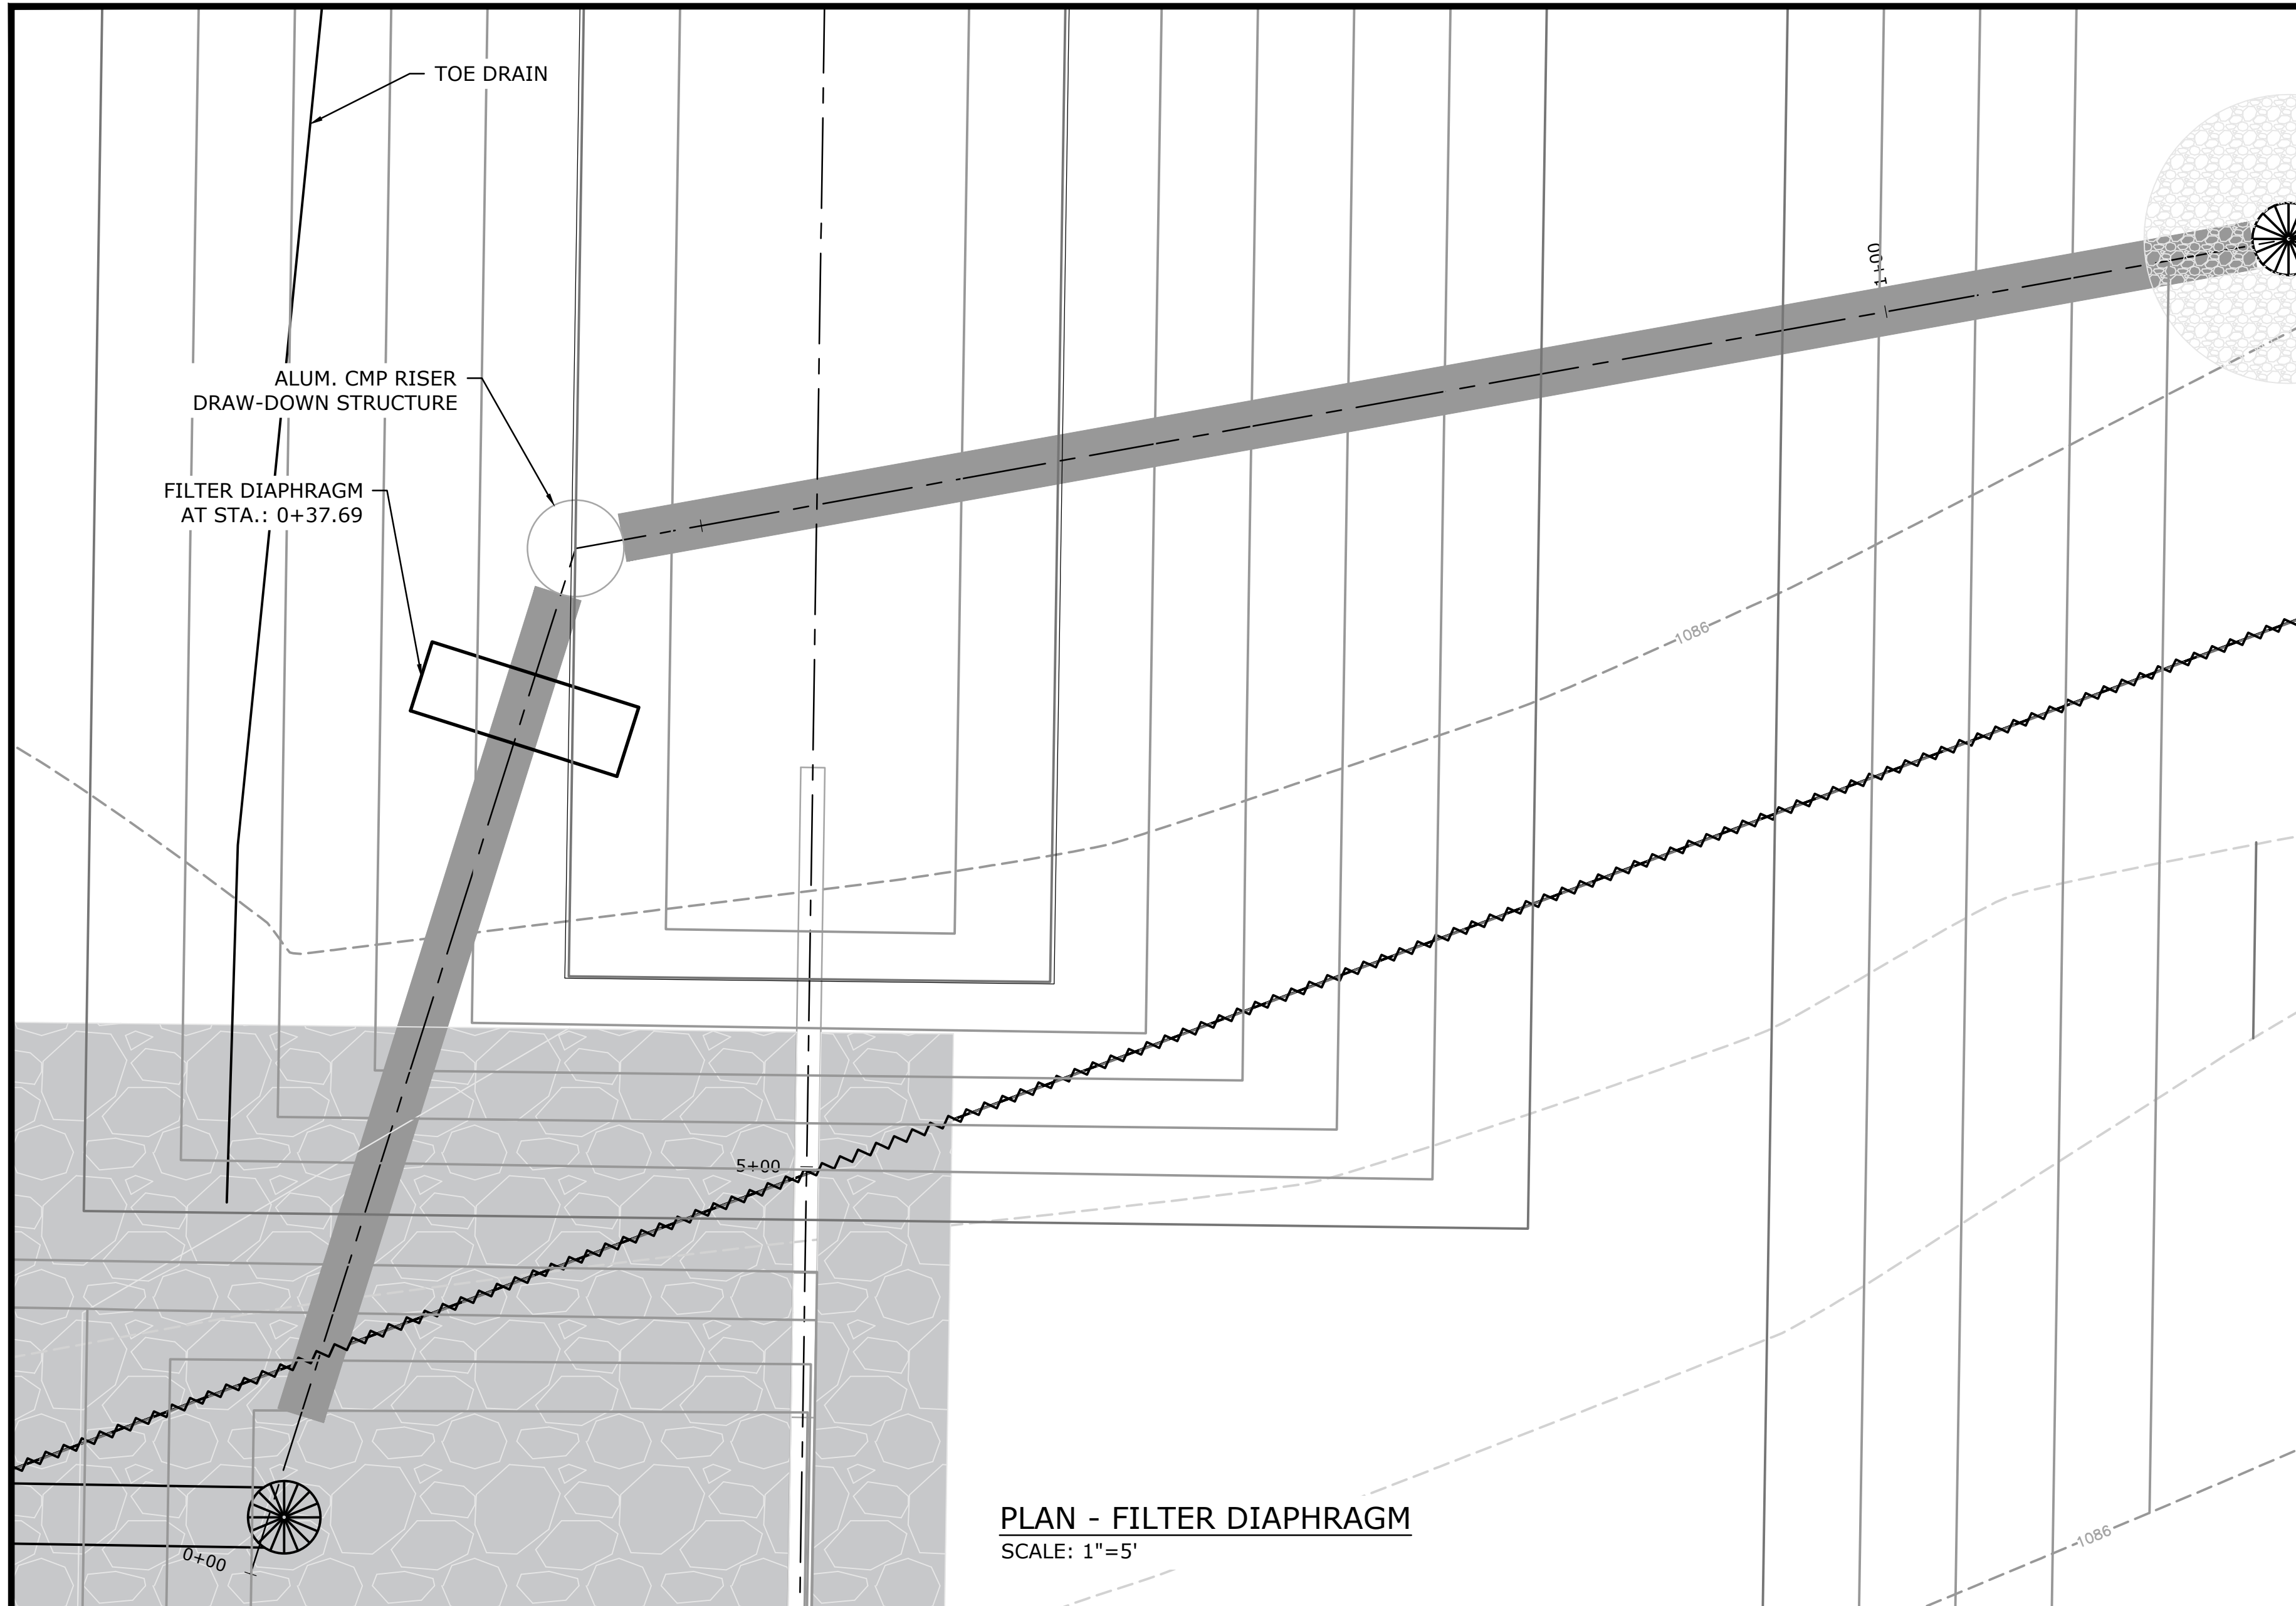 TOE DRAIN
1+00
ALUM. CMP RISER
DRAW-DOWN STRUCTURE
FILTER DIAPHRAGM
AT STA.: 0+37.69
1086
5+00
PLAN - FILTER DIAPHRAGM
SCALE: 1"=5'
1086
0+00